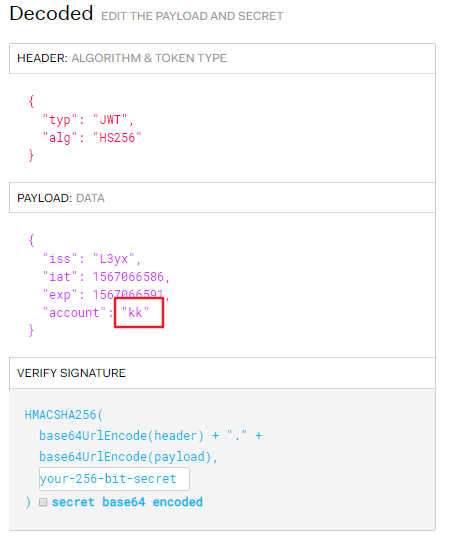 Decoded EDIT THE PAYLOAD AND SECRET
HEADER: ALGORITHM & TOKEN TYPE
{
"typ": "JWT",
"alg": "HS256"
}
PAYLOAD: DATA
{
"iss": "L3yx",
"iat": 1567066586,
"exp": 1567066591,
"account": "kk"
}
VERIFY SIGNATURE
HMACSHA256(
base64UrlEncode(header) + "." +
base64UrlEncode(payload),
your-256-bit-secret
) secret base64 encoded